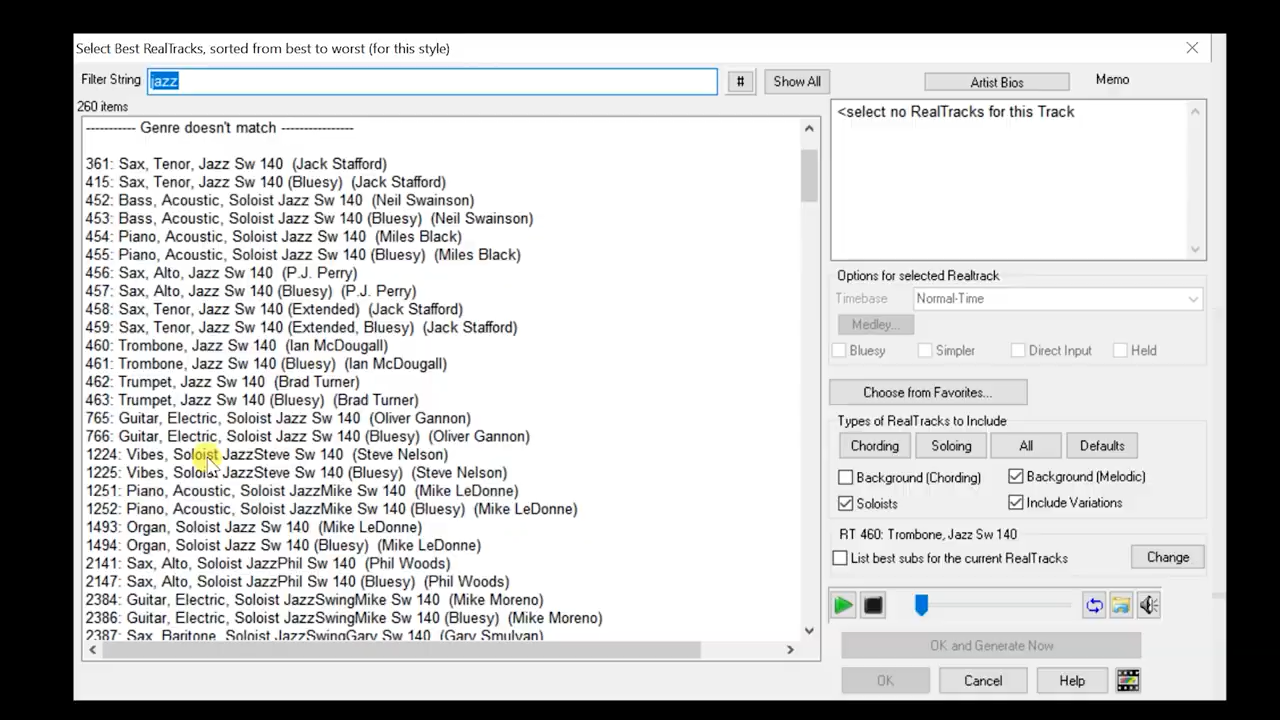 Select Best RealTracks, sorted from best to worst (for this style)
Filter String jazz # Show All Artist Bios Memo
260 items
----------- Genre doesn't match ----------------
361: Sax, Tenor, Jazz Sw 140 (Jack Stafford)
415: Sax, Tenor, Jazz Sw 140 (Bluesy) (Jack Stafford)
452: Bass, Acoustic, Soloist Jazz Sw 140 (Neil Swainson)
453: Bass, Acoustic, Soloist Jazz Sw 140 (Bluesy) (Neil Swainson)
454: Piano, Acoustic, Soloist Jazz Sw 140 (Miles Black)
455: Piano, Acoustic, Soloist Jazz Sw 140 (Bluesy) (Miles Black)
456: Sax, Alto, Jazz Sw 140 (P.J. Perry)
457: Sax, Alto, Jazz Sw 140 (Bluesy) (P.J. Perry)
458: Sax, Tenor, Jazz Sw 140 (Extended) (Jack Stafford)
459: Sax, Tenor, Jazz Sw 140 (Extended, Bluesy) (Jack Stafford)
460: Trombone, Jazz Sw 140 (Ian McDougall)
461: Trombone, Jazz Sw 140 (Bluesy) (Ian McDougall)
462: Trumpet, Jazz Sw 140 (Brad Turner)
463: Trumpet, Jazz Sw 140 (Bluesy) (Brad Turner)
765: Guitar, Electric, Soloist Jazz Sw 140 (Oliver Gannon)
766: Guitar, Electric, Soloist Jazz Sw 140 (Bluesy) (Oliver Gannon)
1224: Vibes, Soloist JazzSteve Sw 140 (Steve Nelson)
1225: Vibes, Soloist JazzSteve Sw 140 (Bluesy) (Steve Nelson)
1251: Piano, Acoustic, Soloist JazzMike Sw 140 (Mike LeDonne)
1252: Piano, Acoustic, Soloist JazzMike Sw 140 (Bluesy) (Mike LeDonne)
1493: Organ, Soloist Jazz Sw 140 (Mike LeDonne)
1494: Organ, Soloist Jazz Sw 140 (Bluesy) (Mike LeDonne)
2141: Sax, Alto, Soloist JazzPhil Sw 140 (Phil Woods)
2147: Sax, Alto, Soloist JazzPhil Sw 140 (Bluesy) (Phil Woods)
2384: Guitar, Electric, Soloist JazzSwingMike Sw 140 (Mike Moreno)
2386: Guitar, Electric, Soloist JazzSwingMike Sw 140 (Bluesy) (Mike Moreno)
2387: Sax, Baritone, Soloist JazzSwingGary Sw 140 (Gary Smulyan)
<select no RealTracks for this Track
Options for selected Realtrack
Timebase Normal-Time
Medley...
Bluesy Simpler Direct Input Held
Choose from Favorites...
Types of RealTracks to Include
Chording Soloing All Defaults
Background (Chording) Background (Melodic)
Soloists Include Variations
RT 460: Trombone, Jazz Sw 140
List best subs for the current RealTracks Change
OK and Generate Now
OK Cancel Help